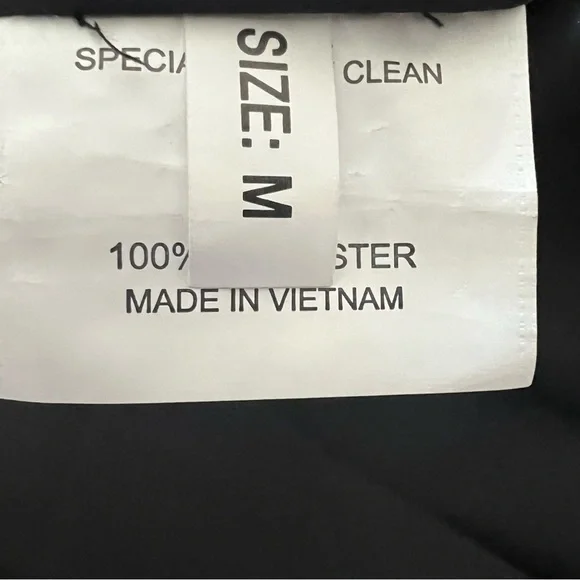 SPECIA CLEAN
SIZE: M
100% STER
MADE IN VIETNAM